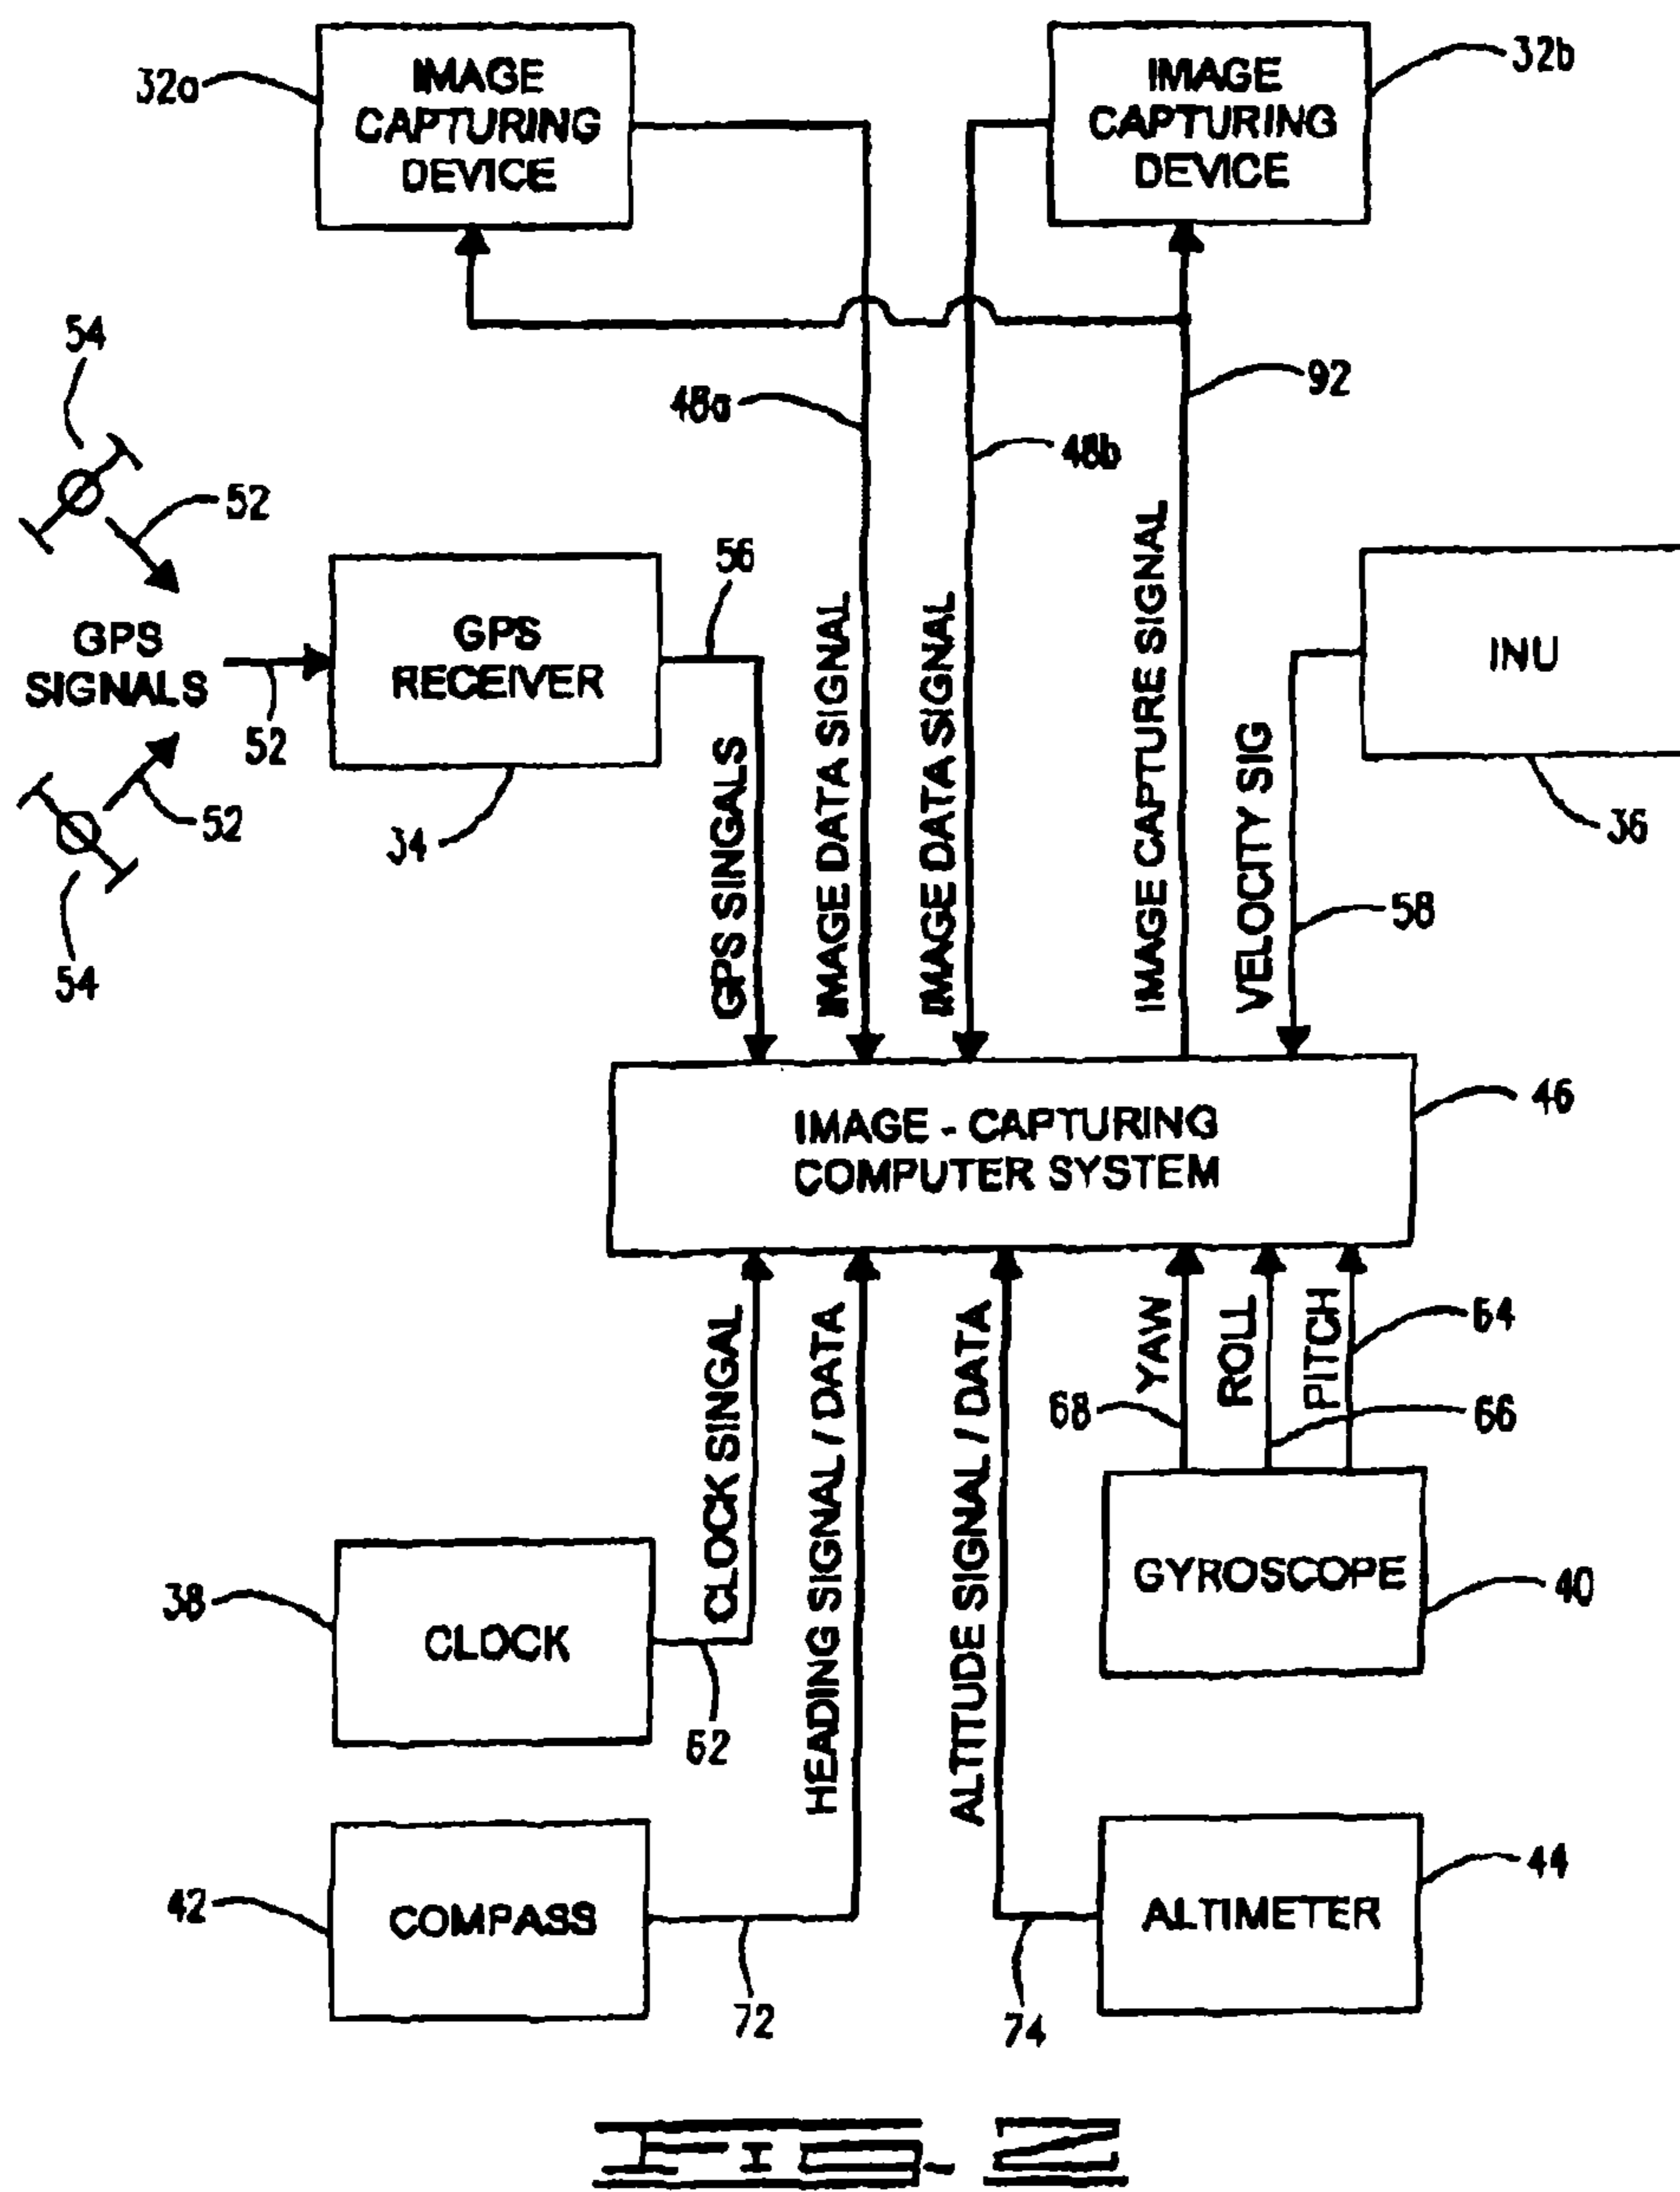 32a
IMAGE
CAPTURING
DEVICE
IMAGE
CAPTURING
DEVICE
32b
54
48a
48b
92
52
GPS
SIGNALS
52
52
54
GPS
RECEIVER
34
56
GPS SINGALS
IMAGE DATA SIGNAL
IMAGE DATA SIGNAL
IMAGE CAPTURE SIGNAL
VELOCITY SIG
INU
36
58
IMAGE - CAPTURING
COMPUTER SYSTEM
46
CLOCK SINGAL
HEADING SIGNAL / DATA
ALTITUDE SIGNAL / DATA
YAW
ROLL
PITCH
64
68
66
GYROSCOPE
40
38
CLOCK
62
42
COMPASS
72
74
ALTIMETER
44
FIG. 2